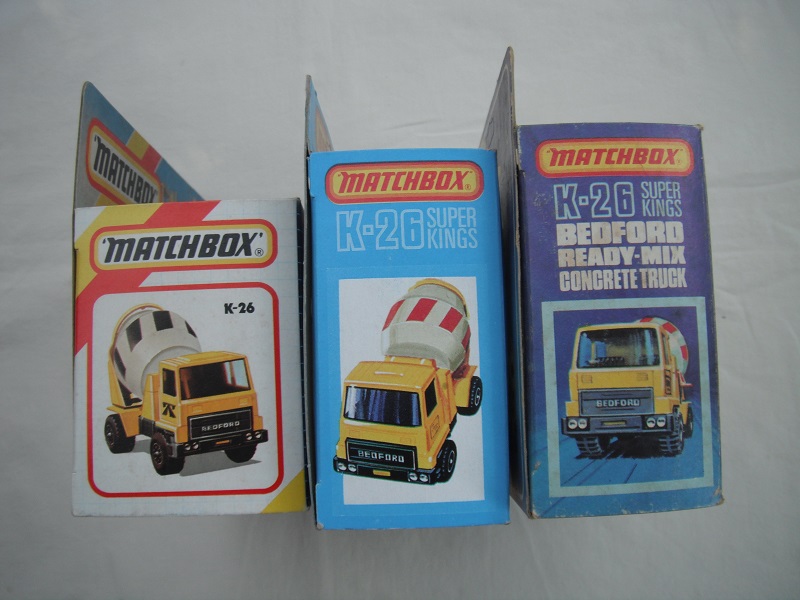 MATCHBOX
'MATCHBOX'®
K-26
BEDFORD
'MATCHBOX'®
K-26 SUPER
KINGS
BEDFORD
'MATCHBOX'®
K-26 SUPER
KINGS
BEDFORD
READY-MIX
CONCRETE TRUCK
BEDFORD